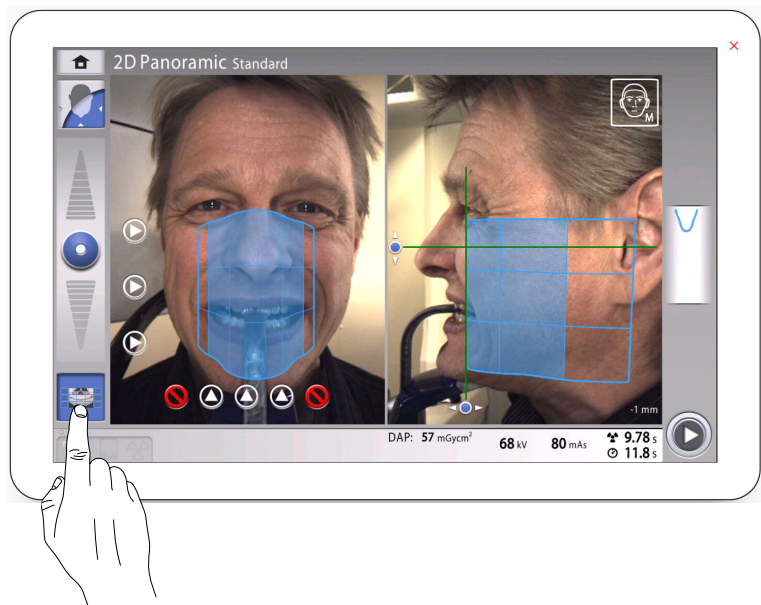 2D Panoramic Standard
M
-1 mm
DAP: 57 mGycm² 68 kV 80 mAs 9.78 s
11.8 s